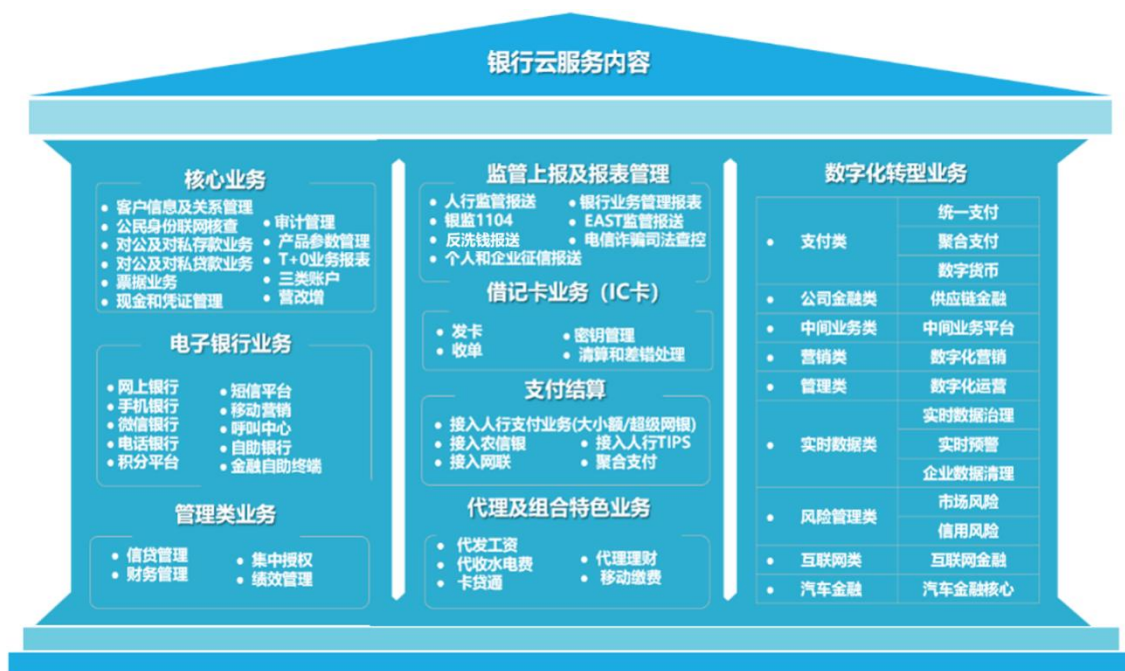 银行云服务内容
核心业务
• 客户信息及关系管理
• 公民身份联网核查
• 对公及对私存款业务
• 对公及对私贷款业务
• 票据业务
• 现金和凭证管理
• 审计管理
• 产品参数管理
• T+0业务报表
• 三类账户
• 营改增
电子银行业务
• 网上银行
• 手机银行
• 微信银行
• 电话银行
• 积分平台
• 短信平台
• 移动营销
• 呼叫中心
• 自助银行
• 金融自助终端
管理类业务
• 信贷管理
• 财务管理
• 集中授权
• 绩效管理
监管上报及报表管理
• 人行监管报送
• 银监1104
• 反洗钱报送
• 个人和企业征信报送
• 银行业务管理报表
• EAST监管报送
• 电信诈骗司法查控
借记卡业务（IC卡）
• 发卡
• 收单
• 密钥管理
• 清算和差错处理
支付结算
• 接入人行支付业务(大小额/超级网银)
• 接入农信银
• 接入网联
• 接入人行TIPS
• 聚合支付
代理及组合特色业务
• 代发工资
• 代收水电费
• 卡贷通
• 代理理财
• 移动缴费
数字化转型业务
• 支付类
统一支付
聚合支付
数字货币
• 公司金融类 供应链金融
• 中间业务类 中间业务平台
• 营销类 数字化营销
• 管理类 数字化运营
• 实时数据类
实时数据治理
实时预警
企业数据清理
• 风险管理类
市场风险
信用风险
• 互联网类 互联网金融
• 汽车金融 汽车金融核心